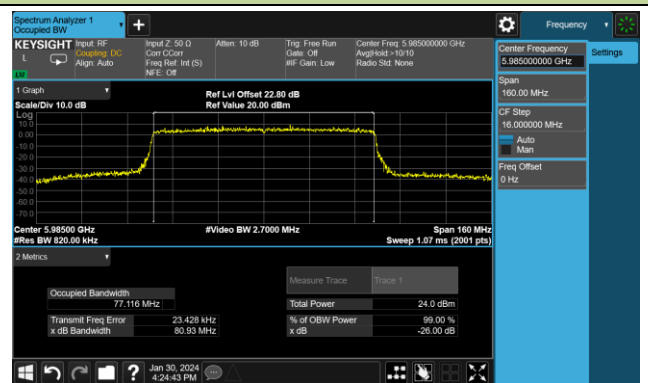 Spectrum Analyzer 1
Occupied BW
+
Frequency
KEYSIGHT
L
LW
Input: RF
Coupling: DC
Align: Auto
Input Z: 50 Ω
Corr CCorr
Freq Ref: Int (S)
NFE: Off
Atten: 10 dB
Trig: Free Run
Gate: Off
#IF Gain: Low
Center Freq: 5.985000000 GHz
Avg|Hold:>10/10
Radio Std: None
Center Frequency
5.985000000 GHz
Settings
Span
160.00 MHz
CF Step
16.000000 MHz
Auto
Man
Freq Offset
0 Hz
1 Graph
Scale/Div 10.0 dB
Ref Lvl Offset 22.80 dB
Ref Value 20.00 dBm
Log
10.0
0.00
-10.0
-20.0
-30.0
-40.0
-50.0
-60.0
-70.0
Center 5.98500 GHz
#Video BW 2.7000 MHz
Span 160 MHz
#Res BW 820.00 kHz
Sweep 1.07 ms (2001 pts)
2 Metrics
Measure Trace
Trace 1
Occupied Bandwidth
77.116 MHz
Total Power
24.0 dBm
Transmit Freq Error
23.428 kHz
% of OBW Power
99.00 %
x dB Bandwidth
80.93 MHz
x dB
-26.00 dB
?
Jan 30, 2024
4:24:43 PM